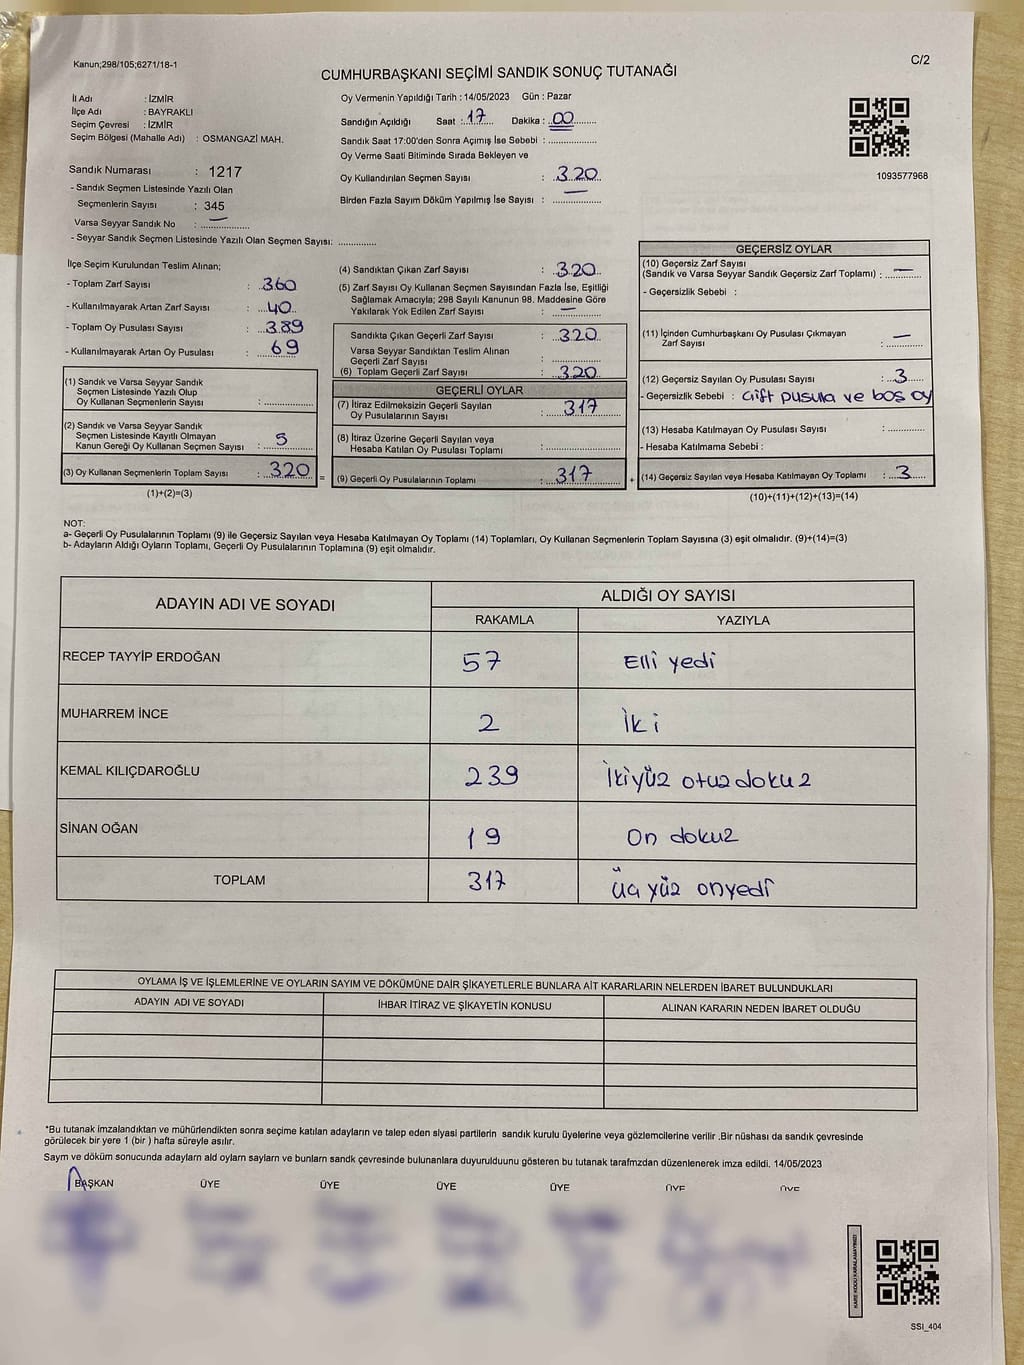 Kanun;298/105;6271/18-1
C/2
CUMHURBAŞKANI SEÇİMİ SANDIK SONUÇ TUTANAĞI
İl Adı : İZMİR
İlçe Adı : BAYRAKLI
Seçim Çevresi : İZMİR
Seçim Bölgesi (Mahalle Adı) : OSMANGAZİ MAH.
Sandık Numarası : 1217
- Sandık Seçmen Listesinde Yazılı Olan
Seçmenlerin Sayısı : 345
Varsa Seyyar Sandık No : —
- Seyyar Sandık Seçmen Listesinde Yazılı Olan Seçmen Sayısı: ..............
Oy Vermenin Yapıldığı Tarih : 14/05/2023 Gün : Pazar
Sandığın Açıldığı Saat : 17 Dakika : 00
Sandık Saat 17:00'den Sonra Açımış İse Sebebi : ..................
Oy Verme Saati Bitiminde Sırada Bekleyen ve
Oy Kullandırılan Seçmen Sayısı : 320
Birden Fazla Sayım Döküm Yapılmış İse Sayısı : —
1093577968
İlçe Seçim Kurulundan Teslim Alınan;
- Toplam Zarf Sayısı : 360
- Kullanılmayarak Artan Zarf Sayısı : 40
- Toplam Oy Pusulası Sayısı : 389
- Kullanılmayarak Artan Oy Pusulası : 69
(1) Sandık ve Varsa Seyyar Sandık
Seçmen Listesinde Yazılı Olup
Oy Kullanan Seçmenlerin Sayısı : ..................
(2) Sandık ve Varsa Seyyar Sandık
Seçmen Listesinde Kayıtlı Olmayan
Kanun Gereği Oy Kullanan Seçmen Sayısı : 5
(3) Oy Kullanan Seçmenlerin Toplam Sayısı : 320
(1)+(2)=(3)
(4) Sandıktan Çıkan Zarf Sayısı : 320
(5) Zarf Sayısı Oy Kullanan Seçmen Sayısından Fazla İse, Eşitliği
Sağlamak Amacıyla; 298 Sayılı Kanunun 98. Maddesine Göre
Yakılarak Yok Edilen Zarf Sayısı : —
Sandıkta Çıkan Geçerli Zarf Sayısı : 320
Varsa Seyyar Sandıktan Teslim Alınan
Geçerli Zarf Sayısı :
(6) Toplam Geçerli Zarf Sayısı : 320
GEÇERLİ OYLAR
(7) İtiraz Edilmeksizin Geçerli Sayılan
Oy Pusulalarının Sayısı : 317
(8) İtiraz Üzerine Geçerli Sayılan veya
Hesaba Katılan Oy Pusulası Toplamı : ..................
= (9) Geçerli Oy Pusulalarının Toplamı : 317
GEÇERSİZ OYLAR
(10) Geçersiz Zarf Sayısı
(Sandık ve Varsa Seyyar Sandık Geçersiz Zarf Toplamı) : —
- Geçersizlik Sebebi :
(11) İçinden Cumhurbaşkanı Oy Pusulası Çıkmayan
Zarf Sayısı : —
(12) Geçersiz Sayılan Oy Pusulası Sayısı : 3
- Geçersizlik Sebebi : Çift pusula ve boş oy
(13) Hesaba Katılmayan Oy Pusulası Sayısı : ..............
- Hesaba Katılmama Sebebi :
+ (14) Geçersiz Sayılan veya Hesaba Katılmayan Oy Toplamı : 3
(10)+(11)+(12)+(13)=(14)
NOT:
a- Geçerli Oy Pusulalarının Toplamı (9) ile Geçersiz Sayılan veya Hesaba Katılmayan Oy Toplamı (14) Toplamları, Oy Kullanan Seçmenlerin Toplam Sayısına (3) eşit olmalıdır. (9)+(14)=(3)
b- Adayların Aldığı Oyların Toplamı, Geçerli Oy Pusulalarının Toplamına (9) eşit olmalıdır.
ADAYIN ADI VE SOYADI ALDIĞI OY SAYISI
RAKAMLA YAZIYLA
RECEP TAYYİP ERDOĞAN 57 Elli yedi
MUHARREM İNCE 2 İki
KEMAL KILIÇDAROĞLU 239 İkiyüz otuzdokuz
SİNAN OĞAN 19 On dokuz
TOPLAM 317 Üç yüz onyedi
OYLAMA İŞ VE İŞLEMLERİNE VE OYLARIN SAYIM VE DÖKÜMÜNE DAİR ŞİKAYETLERLE BUNLARA AİT KARARLARIN NELERDEN İBARET BULUNDUKLARI
ADAYIN ADI VE SOYADI İHBAR İTİRAZ VE ŞİKAYETİN KONUSU ALINAN KARARIN NEDEN İBARET OLDUĞU
*Bu tutanak imzalandıktan ve mühürlendikten sonra seçime katılan adayların ve talep eden siyasi partilerin sandık kurulu üyelerine veya gözlemcilerine verilir .Bir nüshası da sandık çevresinde
görülecek bir yere 1 (bir ) hafta süreyle asılır.
Saym ve döküm sonucunda adaylarn ald oylarn saylarn ve bunlarn sandk çevresinde bulunanlara duyurulduunu gösteren bu tutanak tarafmzdan düzenlenerek imza edildi. 14/05/2023
BAŞKAN ÜYE ÜYE ÜYE ÜYE ÜYE ÜYE
KARE KODU KARALAMAYINIZ!
SSI_404